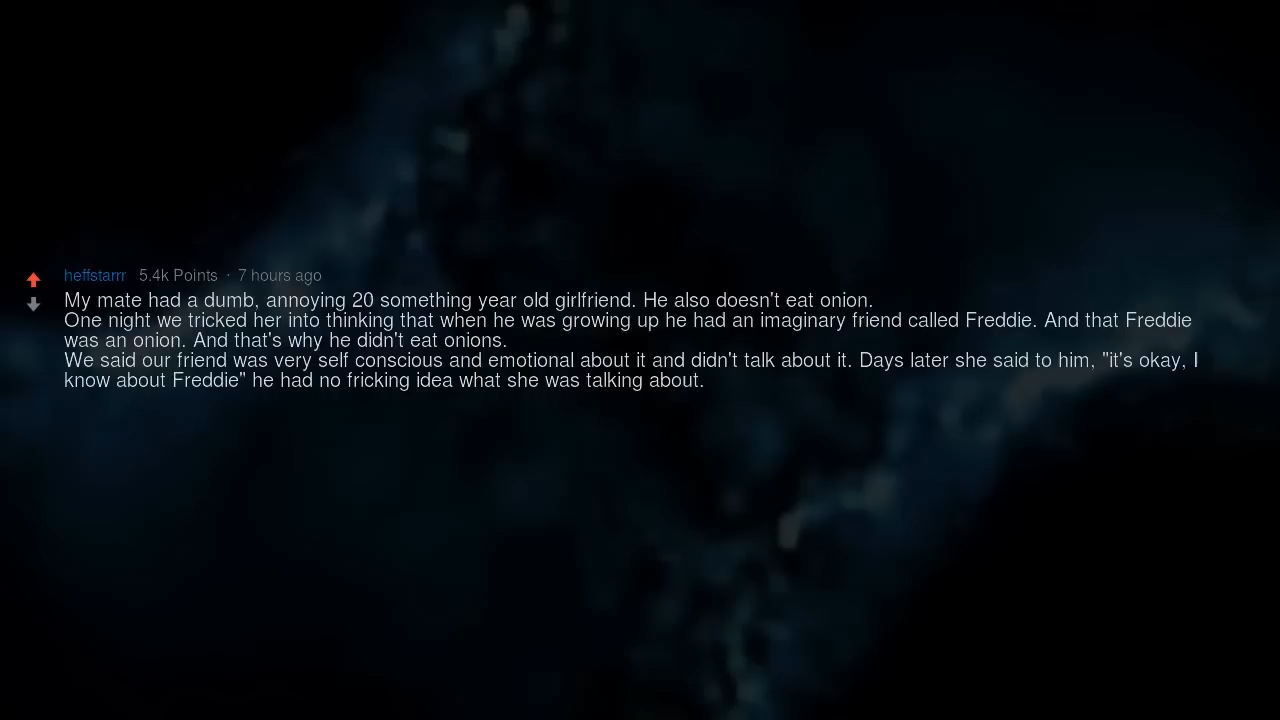 heffstarrr 5.4k Points · 7 hours ago
My mate had a dumb, annoying 20 something year old girlfriend. He also doesn't eat onion.
One night we tricked her into thinking that when he was growing up he had an imaginary friend called Freddie. And that Freddie
was an onion. And that's why he didn't eat onions.
We said our friend was very self conscious and emotional about it and didn't talk about it. Days later she said to him, "it's okay, I
know about Freddie" he had no fricking idea what she was talking about.